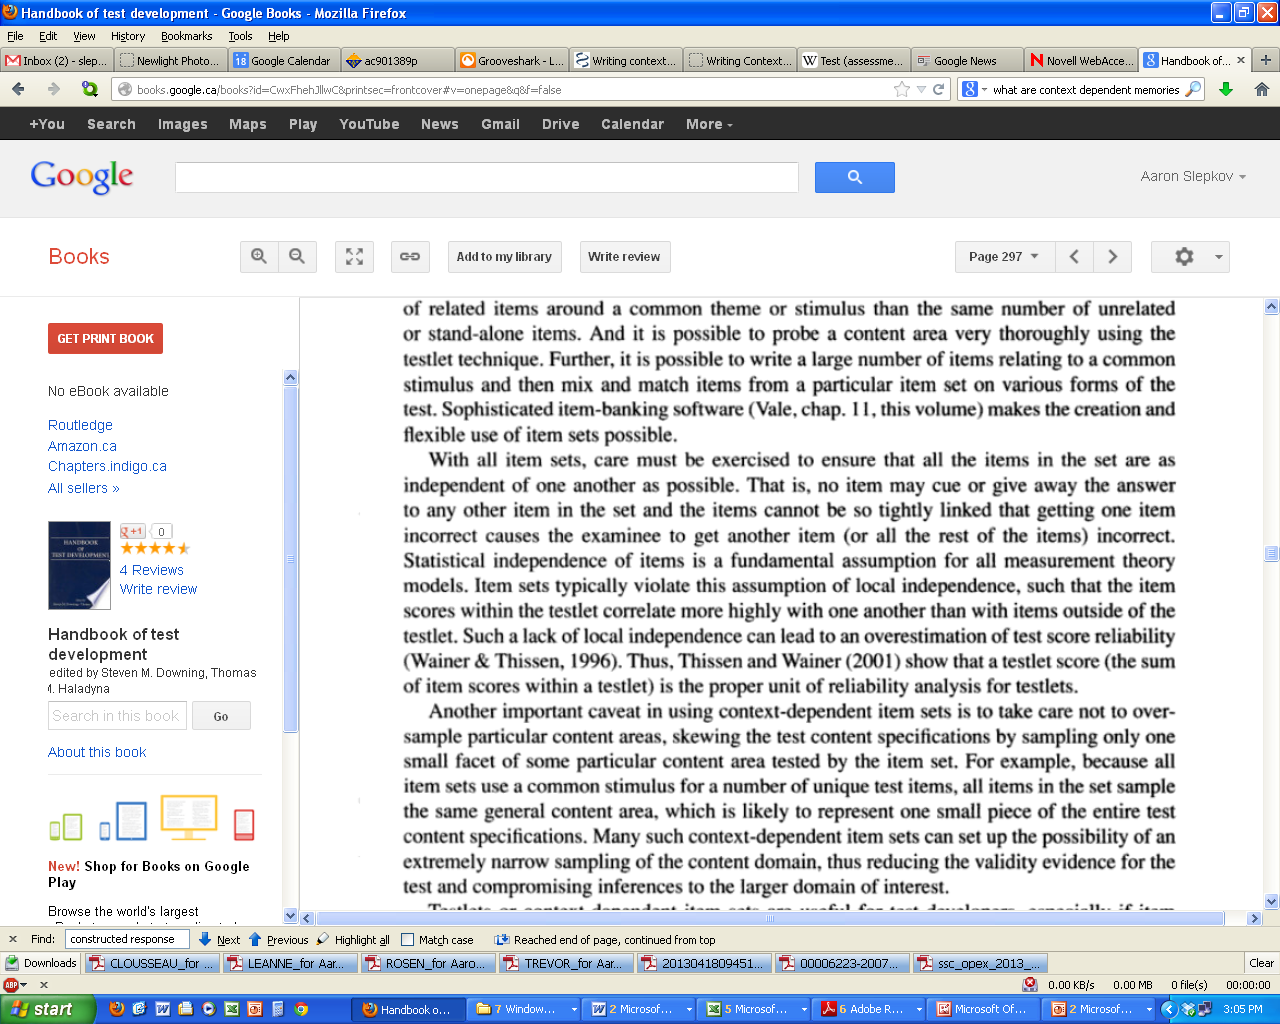 Handbook of test development - Google Books - Mozilla Firefox
File Edit View History Bookmarks Tools Help
Inbox (2) - slep... Newlight Photo... 18 Google Calendar ac901389p Grooveshark - L... Writing context... Writing Context... W Test (assessme... Google News N Novell WebAcce... 8 Handbook of...
books.google.ca/books?id=CwxFhehJllwC&printsec=frontcover#v=onepage&q&f=false
what are context dependent memories
+You Search Images Maps Play YouTube News Gmail Drive Calendar More
Google
Aaron Slepkov
Books
Add to my library
Write review
Page 297
GET PRINT BOOK
No eBook available
Routledge
Amazon.ca
Chapters.indigo.ca
All sellers »
HANDBOOK
OF
TEST DEVELOPMENT
g +1 0
4 Reviews
Write review
Handbook of test
development
edited by Steven M. Downing, Thomas
M. Haladyna
Search in this book Go
About this book
New! Shop for Books on Google
Play
Browse the world's largest
of related items around a common theme or stimulus than the same number of unrelated
or stand-alone items. And it is possible to probe a content area very thoroughly using the
testlet technique. Further, it is possible to write a large number of items relating to a common
stimulus and then mix and match items from a particular item set on various forms of the
test. Sophisticated item-banking software (Vale, chap. 11, this volume) makes the creation and
flexible use of item sets possible.
With all item sets, care must be exercised to ensure that all the items in the set are as
independent of one another as possible. That is, no item may cue or give away the answer
to any other item in the set and the items cannot be so tightly linked that getting one item
incorrect causes the examinee to get another item (or all the rest of the items) incorrect.
Statistical independence of items is a fundamental assumption for all measurement theory
models. Item sets typically violate this assumption of local independence, such that the item
scores within the testlet correlate more highly with one another than with items outside of the
testlet. Such a lack of local independence can lead to an overestimation of test score reliability
(Wainer & Thissen, 1996). Thus, Thissen and Wainer (2001) show that a testlet score (the sum
of item scores within a testlet) is the proper unit of reliability analysis for testlets.
Another important caveat in using context-dependent item sets is to take care not to over-
sample particular content areas, skewing the test content specifications by sampling only one
small facet of some particular content area tested by the item set. For example, because all
item sets use a common stimulus for a number of unique test items, all items in the set sample
the same general content area, which is likely to represent one small piece of the entire test
content specifications. Many such context-dependent item sets can set up the possibility of an
extremely narrow sampling of the content domain, thus reducing the validity evidence for the
test and compromising inferences to the larger domain of interest.
Testlets or context-dependent item sets are useful for test developers, especially if item
Find: constructed response Next Previous Highlight all Match case Reached end of page, continued from top
Downloads CLOUSSEAU_for ... LEANNE_for Aar... ROSEN_for Aaro... TREVOR_for Aar... 2013041809451... 00006223-2007... ssc_opex_2013_... Clear
ABP 0.00 KB/s 0.00 MB 0 file(s) 00:00:00
start Handbook o... 7 Window... 2 Microsof... 5 Microsof... 6 Adobe R... Microsoft Of... 2 Microsof... 3:05 PM